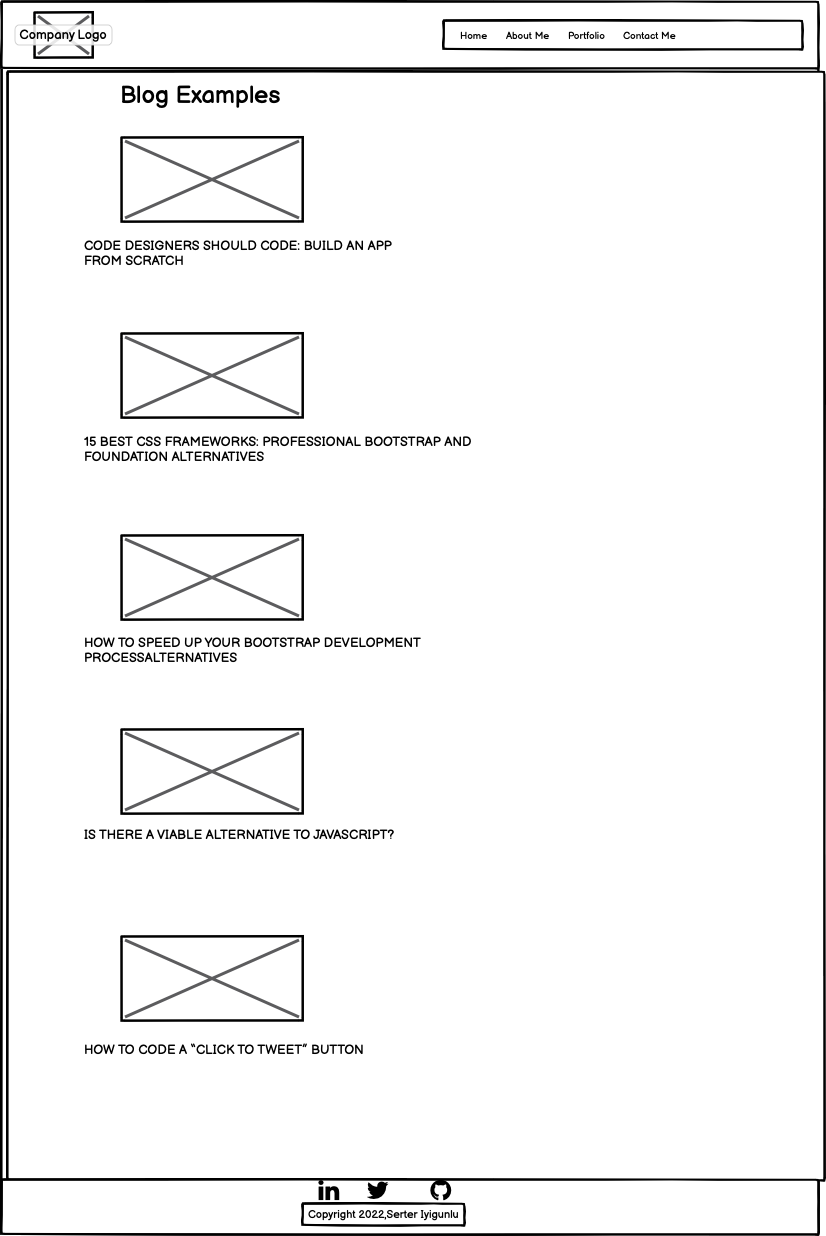 Company Logo
Home About Me Portfolio Contact Me
Blog Examples
CODE DESIGNERS SHOULD CODE: BUILD AN APP
FROM SCRATCH
15 BEST CSS FRAMEWORKS: PROFESSIONAL BOOTSTRAP AND
FOUNDATION ALTERNATIVES
HOW TO SPEED UP YOUR BOOTSTRAP DEVELOPMENT
PROCESSALTERNATIVES
IS THERE A VIABLE ALTERNATIVE TO JAVASCRIPT?
HOW TO CODE A “CLICK TO TWEET” BUTTON
in
Copyright 2022,Serter Iyigunlu